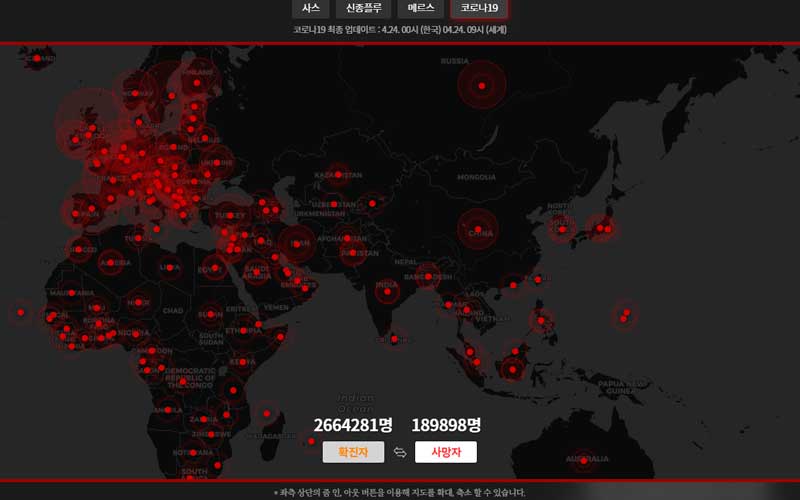 사스 신종플루 메르스 코로나19
코로나19 최종 업데이트 : 4.24. 00시 (한국) 04.24. 09시 (세계)
RUSSIA
FINLAND
NORWAY
BELARUS
UKRAINE
KAZAKHSTAN
MONGOLIA
SPAIN
TURKEY
UZBEKISTAN
NORTH
SOUTH
CHINA
IRAQ
IRAN
AFGHANISTAN
PAKISTAN
NEPAL
ALGERIA
LIBYA
EGYPT
SAUDI
ARABIA
INDIA
BANGLADESH
MAURITANIA
MALI
NIGER
CHAD
SUDAN
ERITREA
YEMEN
LAOS
THAILAND
VIETNAM
NIGERIA
SOUTH
SUDAN
ETHIOPIA
CAMEROON
KENYA
DEMOCRATIC
REPUBLIC OF
THE CONGO
PAPUA NEW
GUINEA
Indian
Ocean
ANGOLA
ZAMBIA
MADAGASCAR
ZIMBABWE
BOTSWANA
SOUTH
AUSTRALIA
2664281명 189898명
확진자 사망자
* 좌측 상단의 줌 인, 아웃 버튼을 이용해 지도를 확대, 축소 할 수 있습니다.